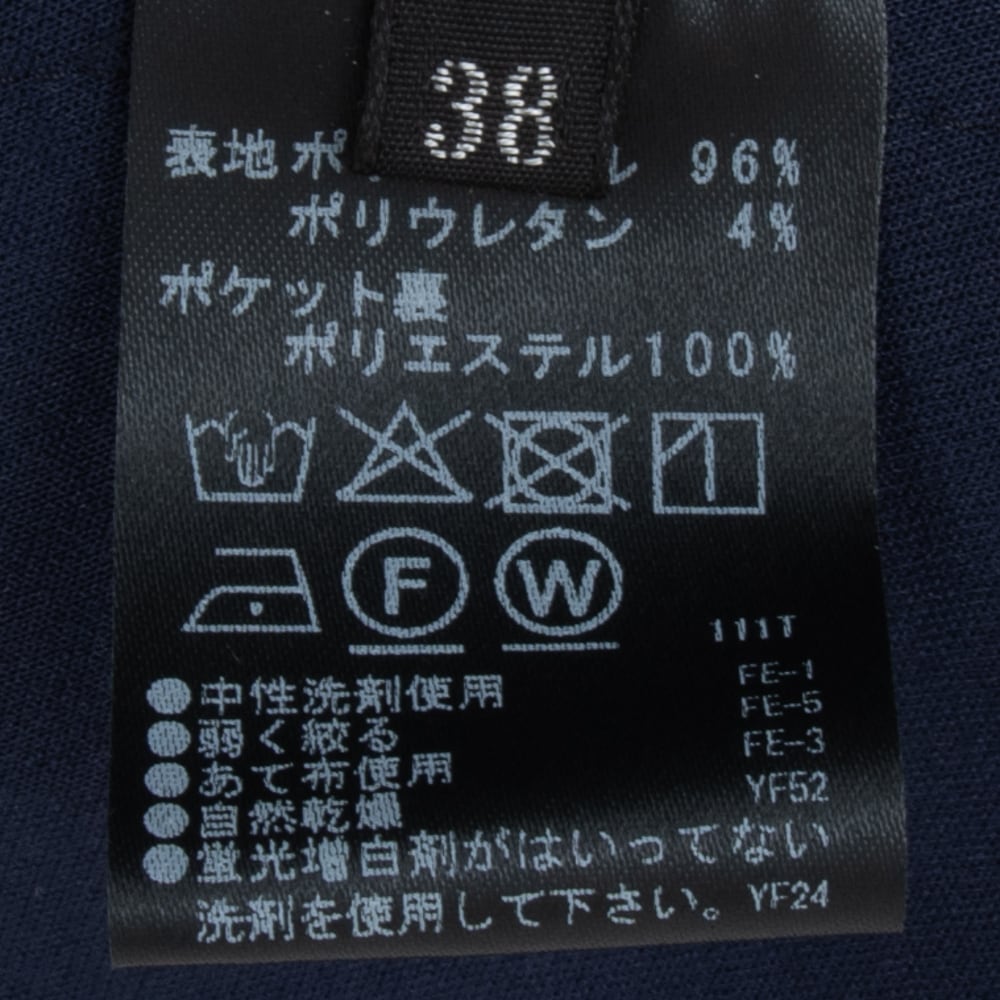 38
表地 ポ ル 96%
ポリウレタン 4%
ポケット裏
ポリエステル100%
F W
111T
FE-1
●中性洗剤使用
FE-5
●弱く絞る
FE-3
●あて布使用
YF52
●自然乾燥
●蛍光増白剤がはいってない
洗剤を使用して下さい。 YF24